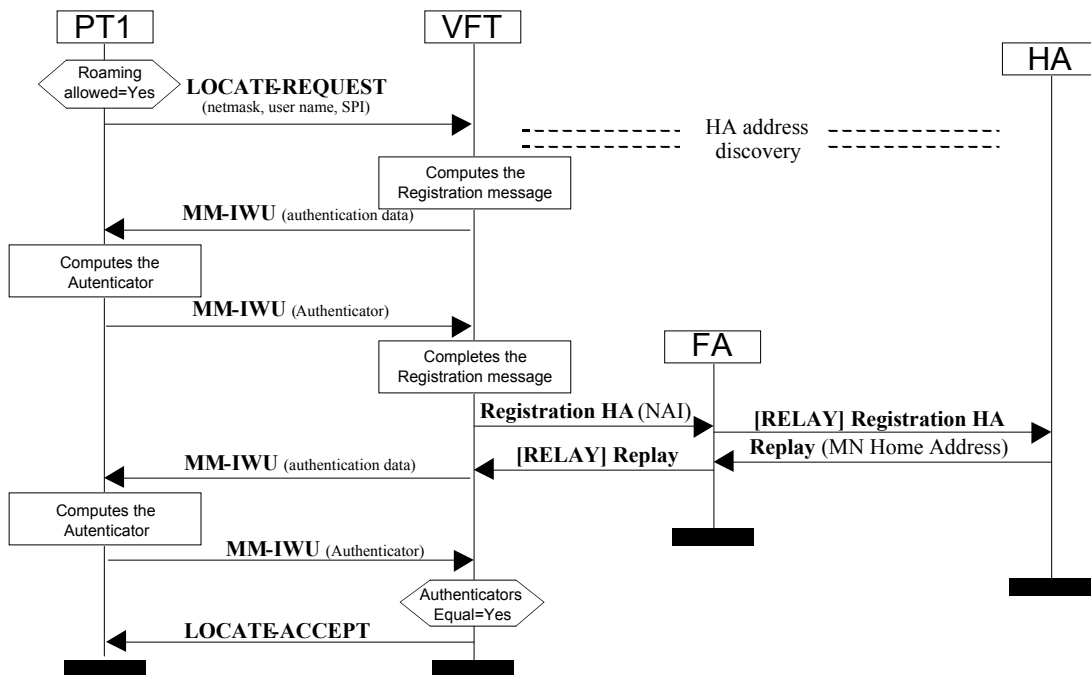 PT1
VFT
HA
Roaming
allowed=Yes
LOCATE-REQUEST
(netmask, user name, SPI)
HA address
discovery
Computes the
Registration message
MM-IWU (authentication data)
Computes the
Autenticator
MM-IWU (Authenticator)
FA
Completes the
Registration message
Registration HA (NAI)
[RELAY] Registration HA
Replay (MN Home Address)
[RELAY] Replay
MM-IWU (authentication data)
Computes the
Autenticator
MM-IWU (Authenticator)
Authenticators
Equal=Yes
LOCATE-ACCEPT